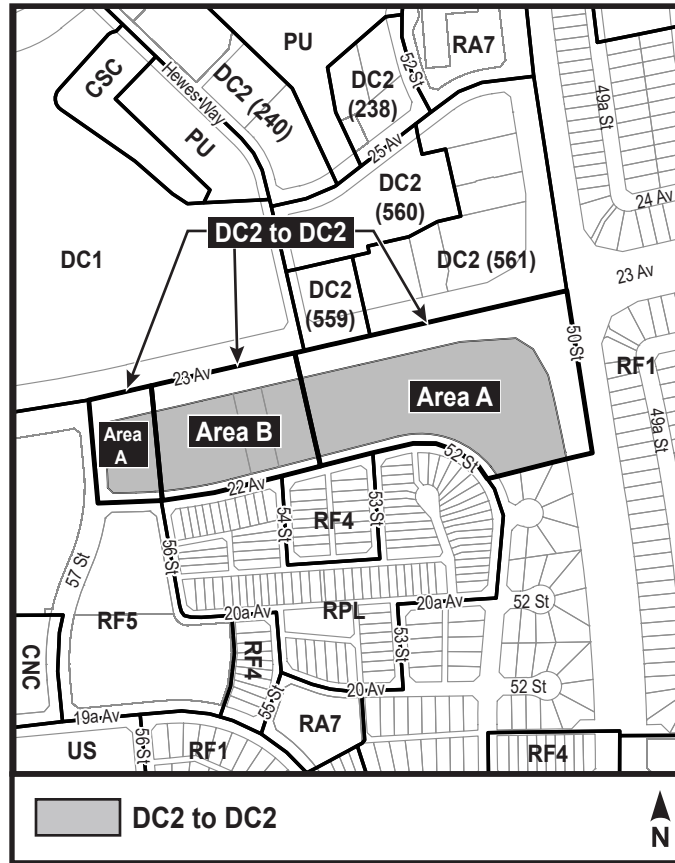 PU
RA7
52 St
CSC
Hewes Way
DC2
(240)
DC2
(238)
49a St
PU
25 Av
DC2
(560)
24 Av
DC2 to DC2
DC1
DC2 (561)
23 Av
DC2
(559)
50 St
RF1
23 Av
Area
A
Area B
Area A
49a St
22 Av
52 St
54 St
RF4
53 St
56 St
57 St
RF5
20a Av
RPL
20a Av
52 St
CNC
RF4
53 St
55 St
20 Av
52 St
19a Av
RA7
US
56 St
RF1
RF4
DC2 to DC2
N